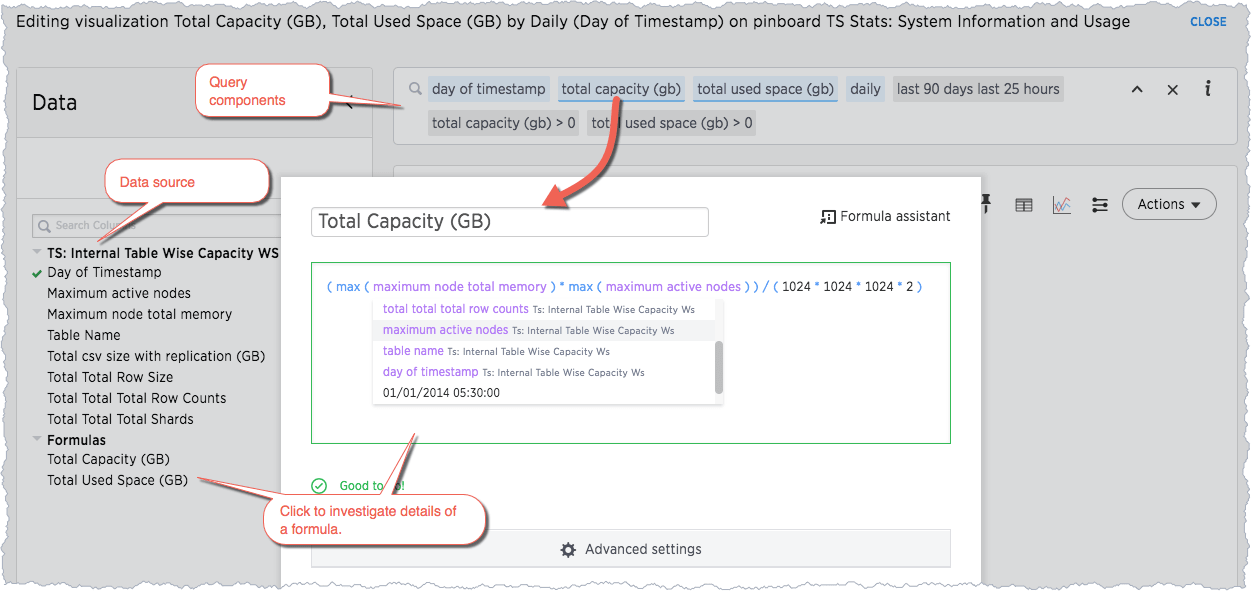 Editing visualization Total Capacity (GB), Total Used Space (GB) by Daily (Day of Timestamp) on pinboard TS Stats: System Information and Usage
CLOSE
Data
Query
components
day of timestamp total capacity (gb) total used space (gb) daily last 90 days last 25 hours
total capacity (gb) > 0 total used space (gb) > 0
Data source
Search Columns
TS: Internal Table Wise Capacity WS
Day of Timestamp
Maximum active nodes
Maximum node total memory
Table Name
Total csv size with replication (GB)
Total Total Row Size
Total Total Total Row Counts
Total Total Total Shards
Formulas
Total Capacity (GB)
Total Used Space (GB)
Total Capacity (GB)
Formula assistant
Actions
( max ( maximum node total memory ) * max ( maximum active nodes ) ) / ( 1024 * 1024 * 1024 * 2 )
total total total row counts Ts: Internal Table Wise Capacity Ws
maximum active nodes Ts: Internal Table Wise Capacity Ws
table name Ts: Internal Table Wise Capacity Ws
day of timestamp Ts: Internal Table Wise Capacity Ws
01/01/2014 05:30:00
Good to go!
Click to investigate details of
a formula.
Advanced settings